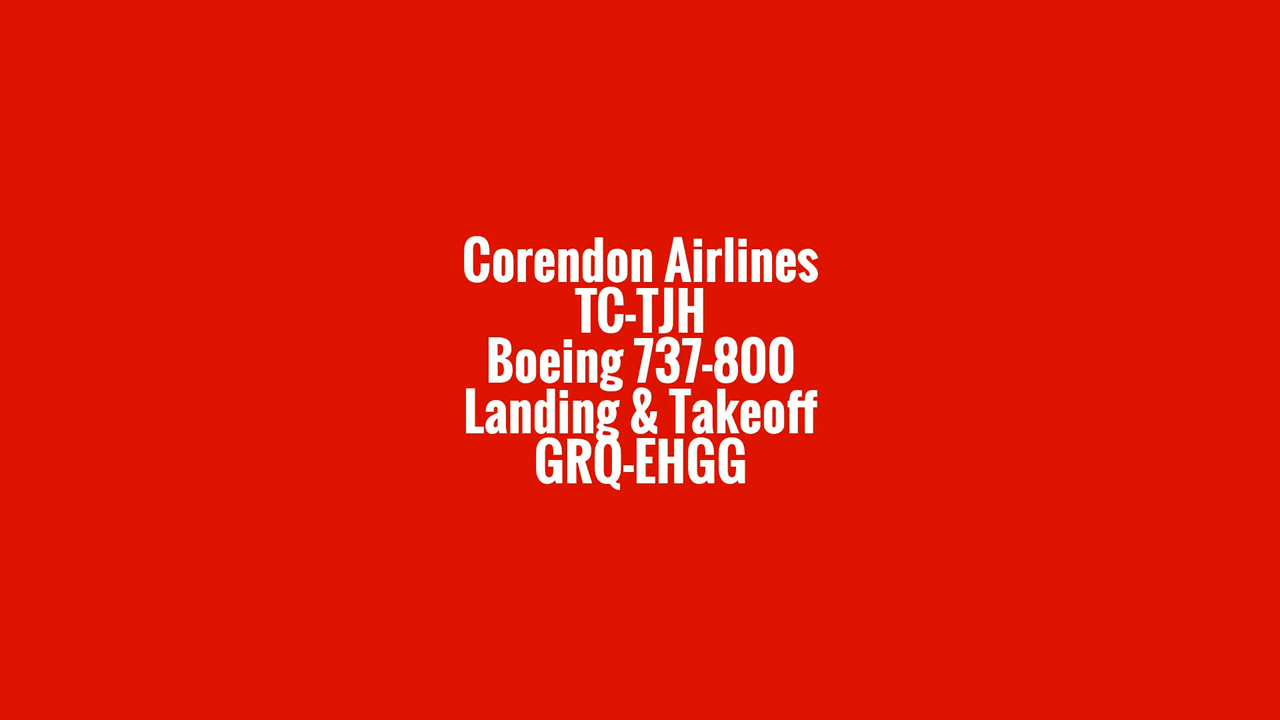 Corendon Airlines
TC-TJH
Boeing 737-800
Landing & Takeoff
GRQ-EHGG